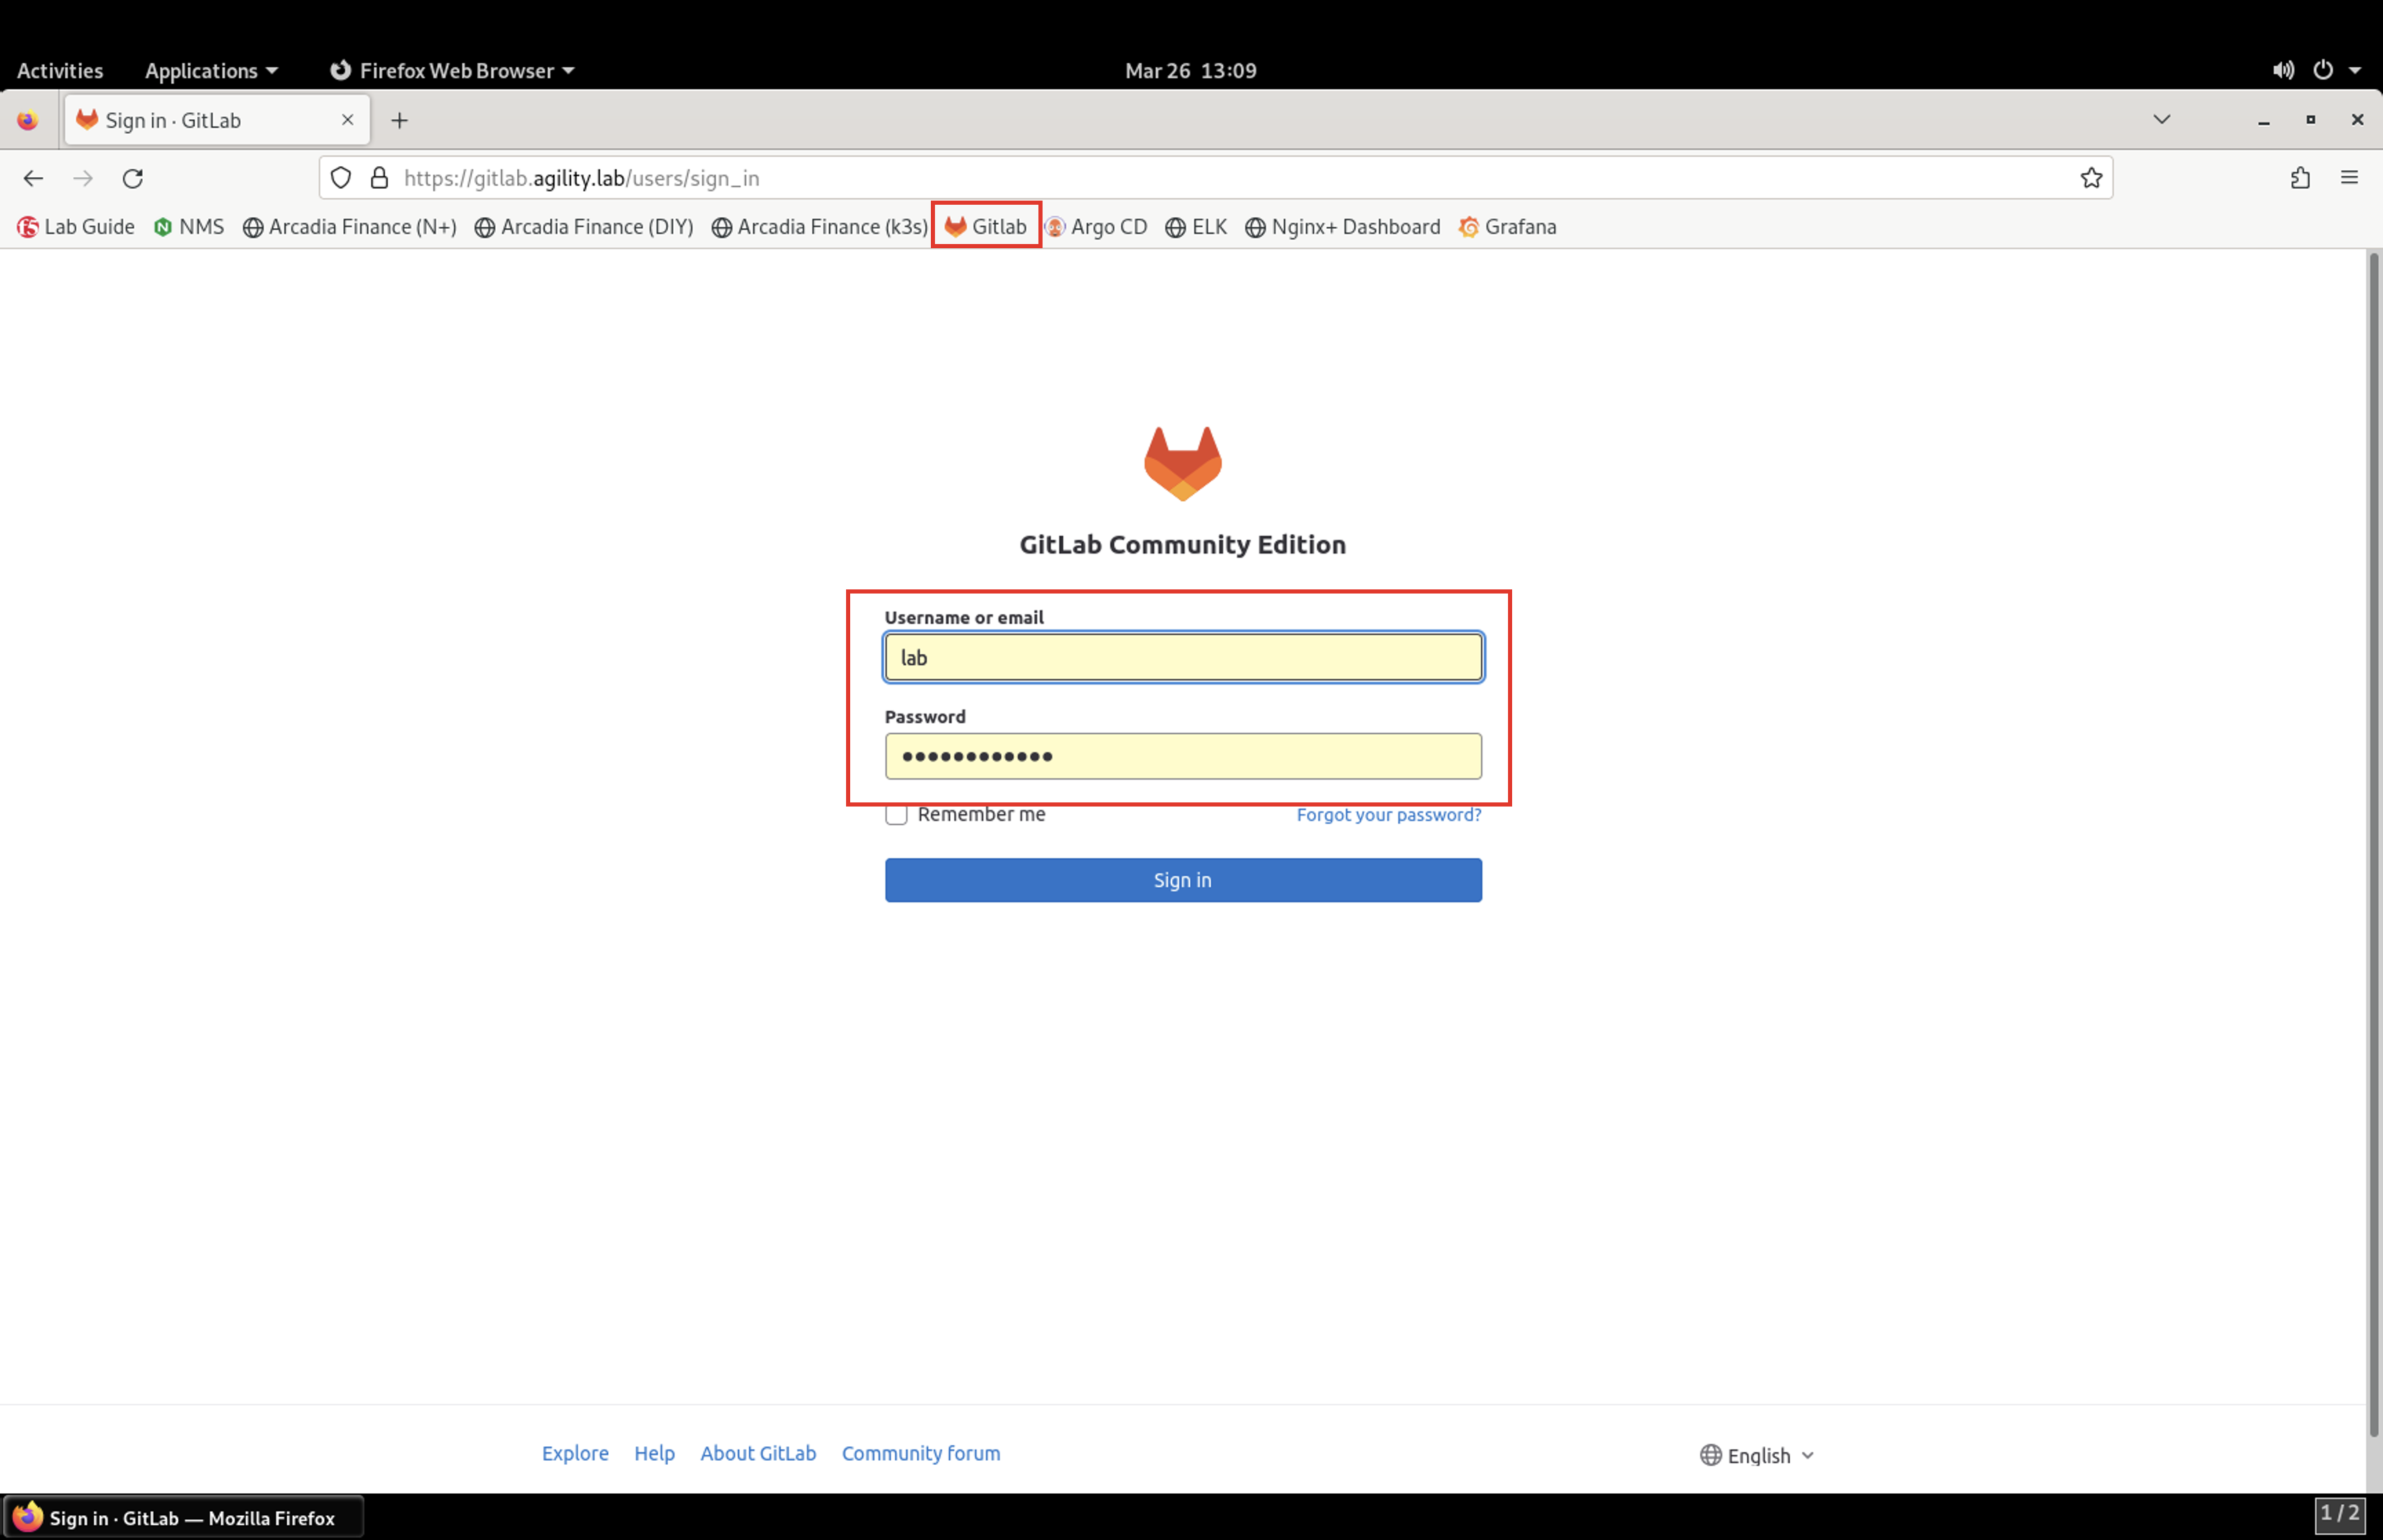 Activities Applications Firefox Web Browser Mar 26 13:09
Sign in · GitLab
https://gitlab.agility.lab/users/sign_in
Lab Guide NMS Arcadia Finance (N+) Arcadia Finance (DIY) Arcadia Finance (k3s) Gitlab Argo CD ELK Nginx+ Dashboard Grafana
GitLab Community Edition
Username or email
lab
Password
●●●●●●●●●●●●
Remember me Forgot your password?
Sign in
Explore Help About GitLab Community forum English
Sign in · GitLab — Mozilla Firefox 1 / 2